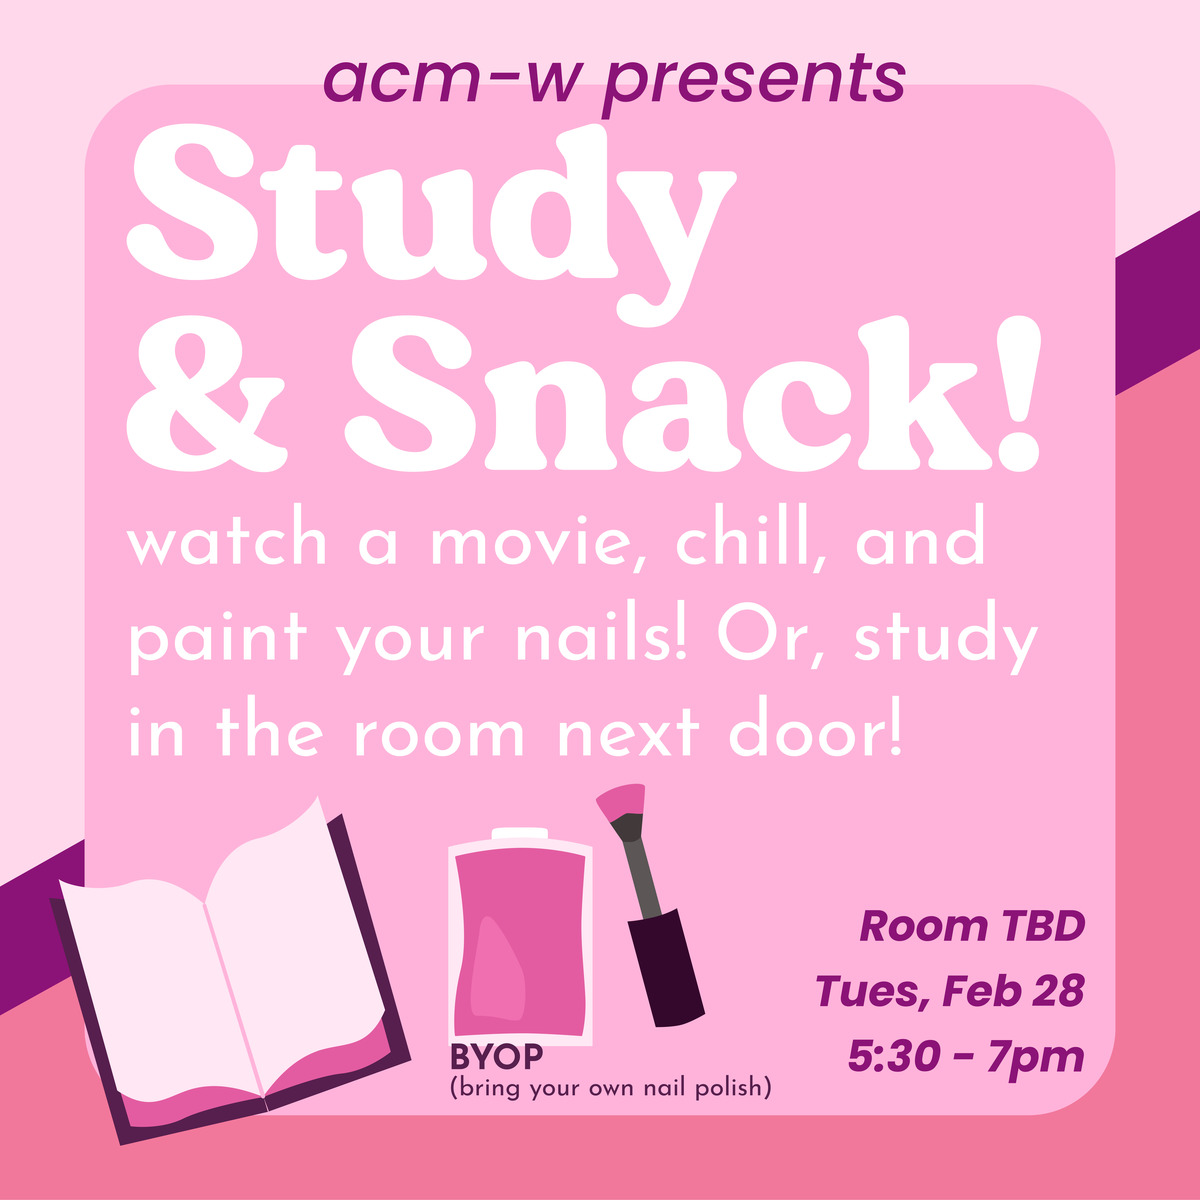 acm-w presents
Study
& Snack!
watch a movie, chill, and
paint your nails! Or, study
in the room next door!
Room TBD
Tues, Feb 28
5:30 - 7pm
BYOP
(bring your own nail polish)